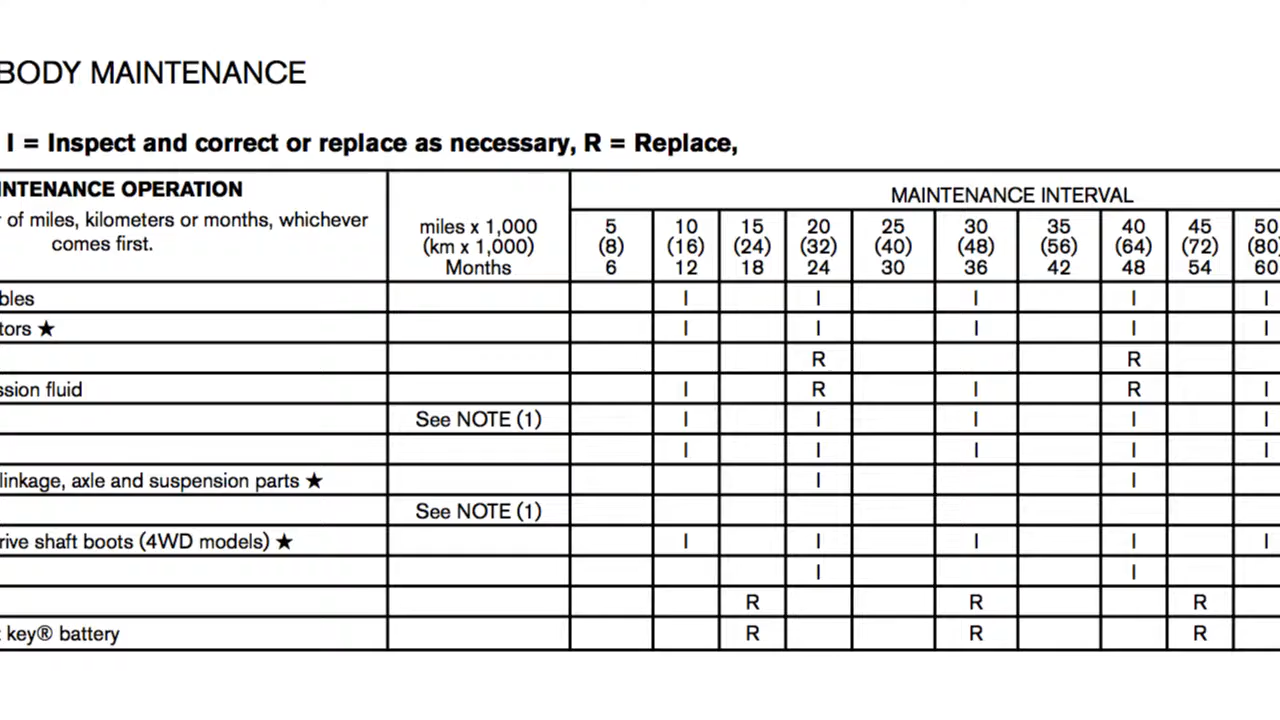 BODY MAINTENANCE
I = Inspect and correct or replace as necessary, R = Replace,
INTENANCE OPERATION
MAINTENANCE INTERVAL
r of miles, kilometers or months, whichever
comes first.
miles x 1,000 5 10 15 20 25 30 35 40 45 50
(km x 1,000) (8) (16) (24) (32) (40) (48) (56) (64) (72) (80)
Months 6 12 18 24 30 36 42 48 54 60
bles I I I I I
tors ★ I I I I I
R R
ssion fluid I R I R I
See NOTE (1) I I I I I
I I I I I
linkage, axle and suspension parts ★ I I
See NOTE (1)
rive shaft boots (4WD models) ★ I I I I I
I I
R R R
t key® battery R R R